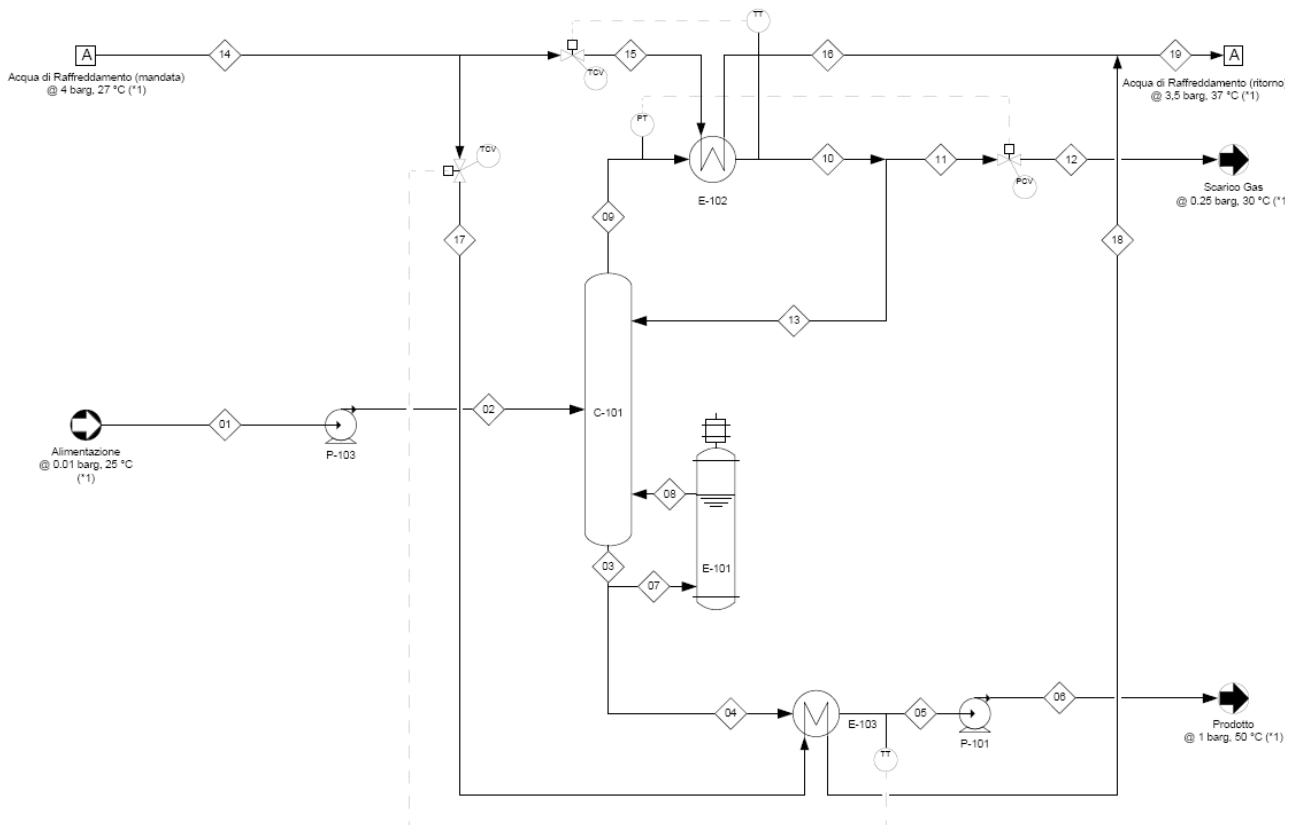 TT
A
14
15
16
19
A
Acqua di Raffreddamento (mandata)
@ 4 barg, 27 °C (*1)
TCV
Acqua di Raffreddamento (ritorno)
@ 3,5 barg, 37 °C (*1)
PT
TCV
10
11
12
PCV
E-102
Scarico Gas
@ 0.25 barg, 30 °C (*1
09
17
18
13
C-101
02
01
P-103
Alimentazione
@ 0.01 barg, 25 °C
(*1)
08
03
E-101
07
04
E-103
05
06
P-101
Prodotto
@ 1 barg, 50 °C (*1)
TT